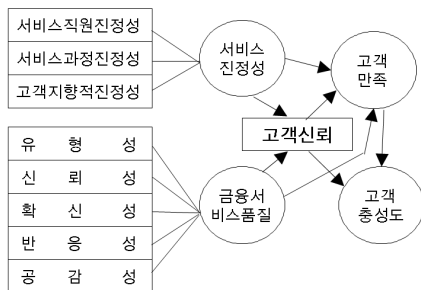 서비스직원진정성
서비스과정진정성
고객지향적진정성
서비스
진정성
고객
만족
고객신뢰
유 형 성
신 뢰 성
확 신 성
반 응 성
공 감 성
금융서
비스품질
고객
충성도